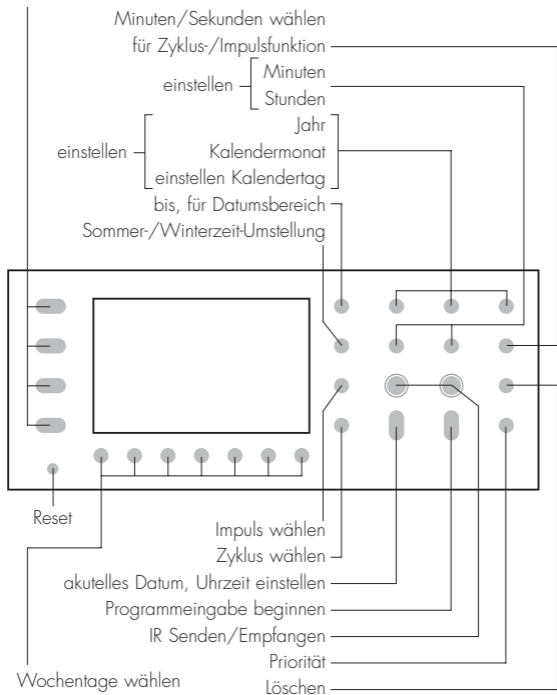 Minuten/Sekunden wählen
für Zyklus-/Impulsfunktion
einstellen
Minuten
Stunden
Jahr
einstellen
Kalendermonat
einstellen Kalendertag
bis, für Datumsbereich
Sommer-/Winterzeit-Umstellung
Reset
Impuls wählen
Zyklus wählen
akutelles Datum, Uhrzeit einstellen
Programmeingabe beginnen
IR Senden/Empfangen
Priorität
Wochentage wählen
Löschen